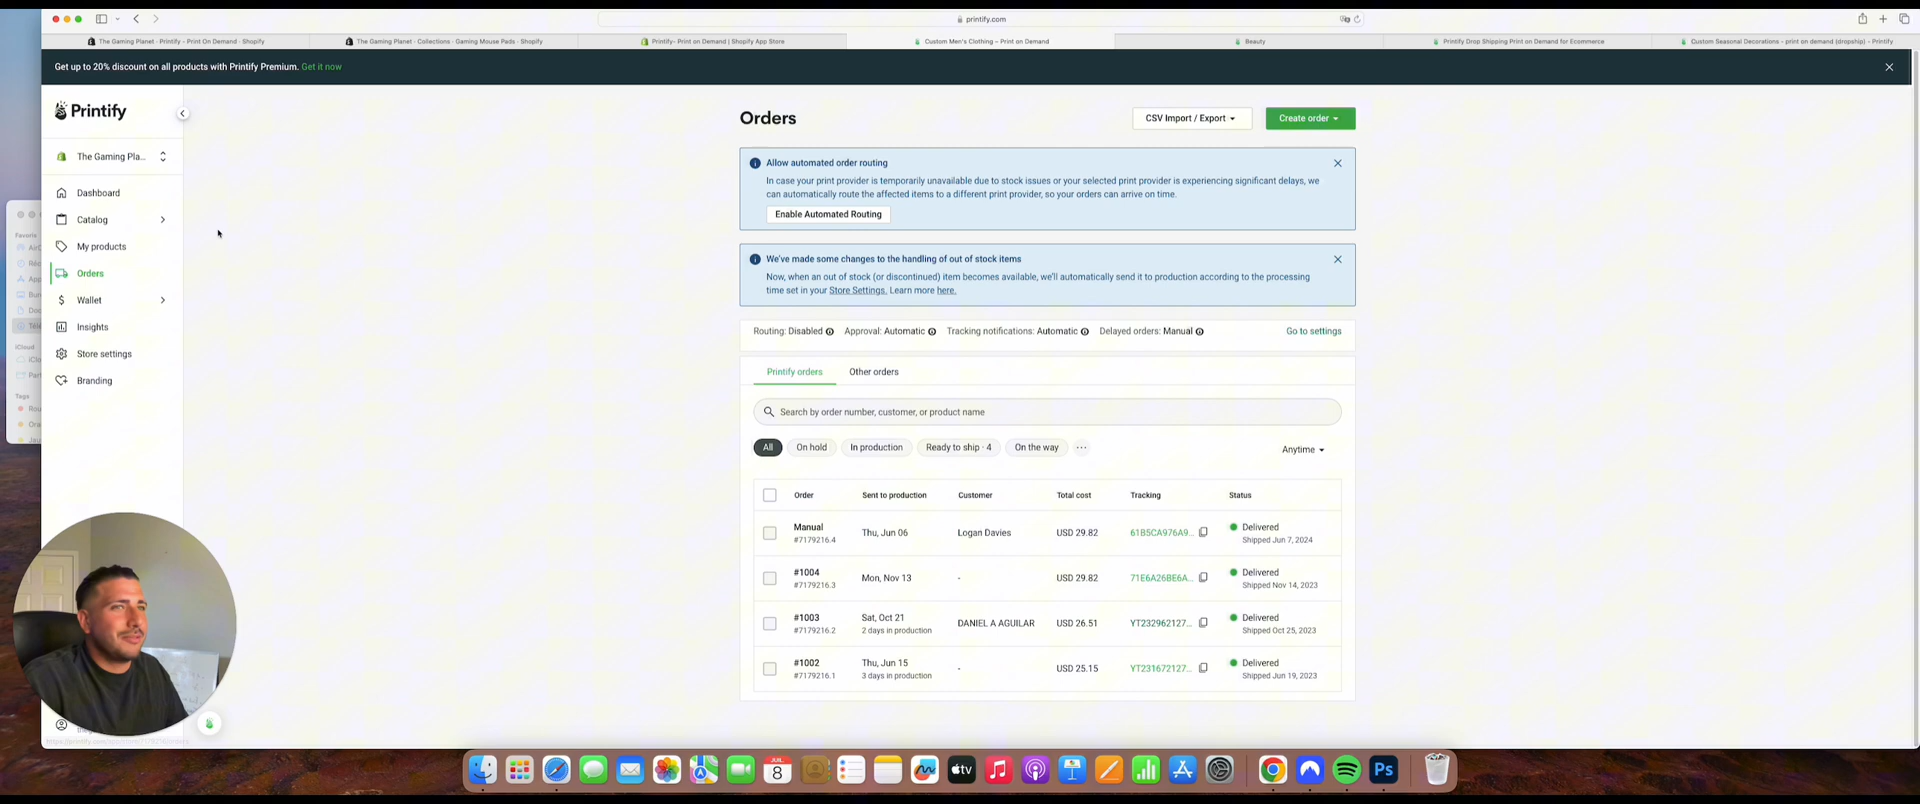 printify.com
The Gaming Planet · Printify - Print On Demand · Shopify
The Gaming Planet · Collections · Gaming Mouse Pads · Shopify
Printify- Print on Demand | Shopify App Store
Custom Men's Clothing – Print on Demand
Beauty
Printify Drop Shipping Print on Demand for Ecommerce
Custom Seasonal Decorations - print on demand (dropship) - Printify
Get up to 20% discount on all products with Printify Premium. Get it now
Printify
The Gaming Pla...
Dashboard
Catalog
My products
Orders
Wallet
Insights
Store settings
Branding
Favoris
iCloud
Tags
Orders
CSV Import / Export
Create order
Allow automated order routing
In case your print provider is temporarily unavailable due to stock issues or your selected print provider is experiencing significant delays, we
can automatically route the affected items to a different print provider, so your orders can arrive on time.
Enable Automated Routing
We've made some changes to the handling of out of stock items
Now, when an out of stock (or discontinued) item becomes available, we'll automatically send it to production according to the processing
time set in your Store Settings. Learn more here.
Routing: Disabled Approval: Automatic Tracking notifications: Automatic Delayed orders: Manual Go to settings
Printify orders Other orders
Search by order number, customer, or product name
All On hold In production Ready to ship · 4 On the way ... Anytime
Order Sent to production Customer Total cost Tracking Status
Manual Thu, Jun 06 Logan Davies USD 29.82 61B5CA976A9... Delivered
#7179216.4 Shipped Jun 7, 2024
#1004 Mon, Nov 13 - USD 29.82 71E6A26BE6A... Delivered
#7179216.3 Shipped Nov 14, 2023
#1003 Sat, Oct 21 DANIEL A AGUILAR USD 26.51 YT232962127... Delivered
#7179216.2 2 days in production Shipped Oct 25, 2023
#1002 Thu, Jun 15 - USD 25.15 YT231672127... Delivered
#7179216.1 3 days in production Shipped Jun 19, 2023
JUIL.
8
tv
Ps